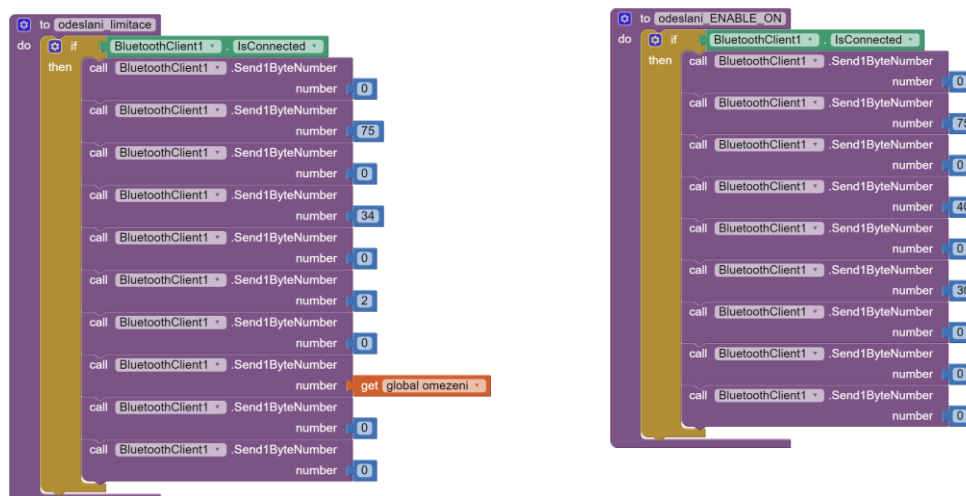 to odeslani_limitace
do if BluetoothClient1 . IsConnected
then call BluetoothClient1 .Send1ByteNumber
number 0
call BluetoothClient1 .Send1ByteNumber
number 75
call BluetoothClient1 .Send1ByteNumber
number 0
call BluetoothClient1 .Send1ByteNumber
number 34
call BluetoothClient1 .Send1ByteNumber
number 0
call BluetoothClient1 .Send1ByteNumber
number 2
call BluetoothClient1 .Send1ByteNumber
number 0
call BluetoothClient1 .Send1ByteNumber
number get global omezeni
call BluetoothClient1 .Send1ByteNumber
number 0
call BluetoothClient1 .Send1ByteNumber
number 0
to odeslani_ENABLE_ON
do if BluetoothClient1 . IsConnected
then call BluetoothClient1 .Send1ByteNumber
number 0
call BluetoothClient1 .Send1ByteNumber
number 75
call BluetoothClient1 .Send1ByteNumber
number 0
call BluetoothClient1 .Send1ByteNumber
number 40
call BluetoothClient1 .Send1ByteNumber
number 0
call BluetoothClient1 .Send1ByteNumber
number 30
call BluetoothClient1 .Send1ByteNumber
number 0
call BluetoothClient1 .Send1ByteNumber
number 0
call BluetoothClient1 .Send1ByteNumber
number 0